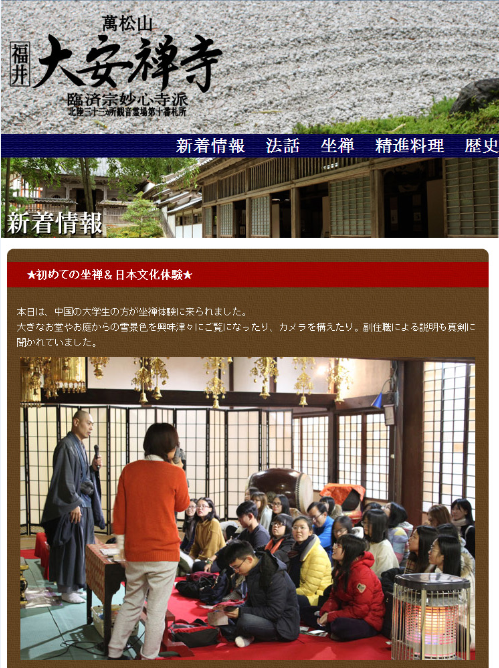 萬松山
福井
大安禅寺
臨済宗妙心寺派
北陸三十三ヵ所観音霊場第十番札所
新着情報 法話 坐禅 精進料理 歴史
新着情報
★初めての坐禅&日本文化体験★
本日は、中国の大学生の方が坐禅体験に来られました。
大きなお堂やお庭からの雪景色を興味津々にご覧になったり、カメラを構えたり。副住職による説明も真剣に
聞かれていました。